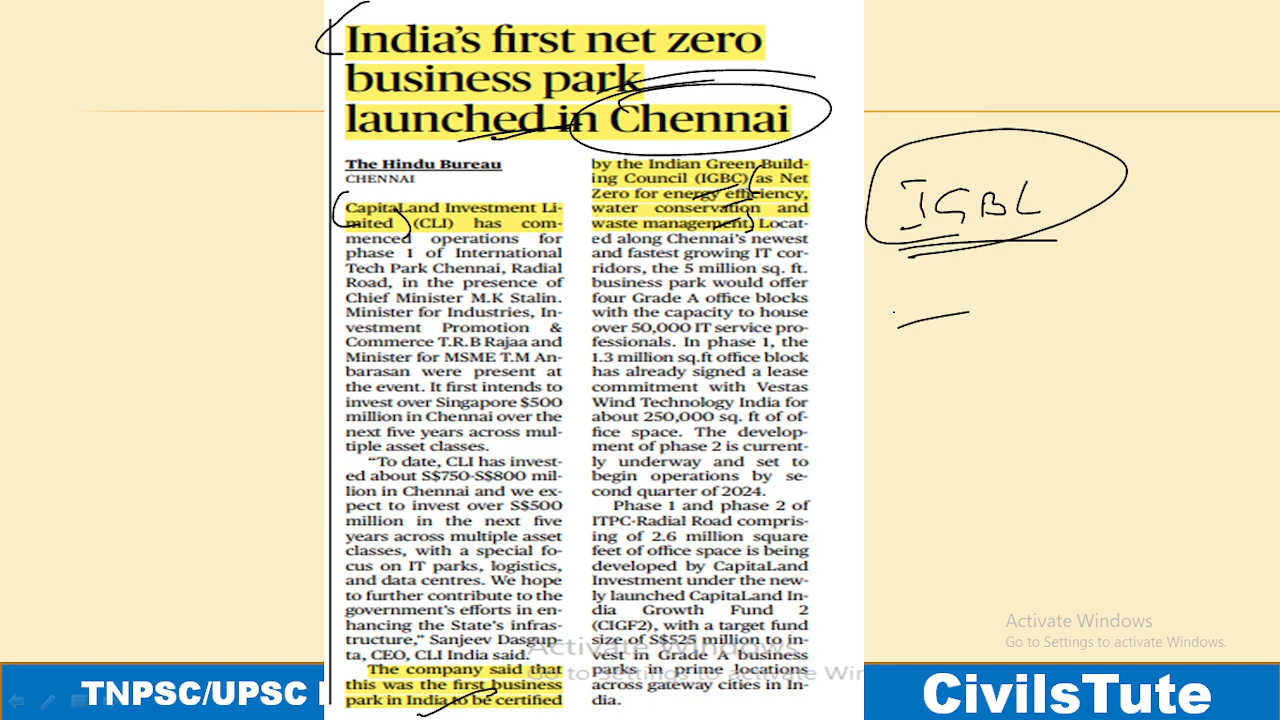 India's first net zero
business park
launched in Chennai
The Hindu Bureau
CHENNAI
CapitaLand Investment Li-
mited (CLI) has com-
menced operations for
phase 1 of International
Tech Park Chennai, Radial
Road, in the presence of
Chief Minister M.K Stalin.
Minister for Industries, In-
vestment Promotion &
Commerce T.R.B Rajaa and
Minister for MSME T.M An-
barasan were present at
the event. It first intends to
invest over Singapore $500
million in Chennai over the
next five years across mul-
tiple asset classes.
"To date, CLI has invest-
ed about S$750-S$800 mil-
lion in Chennai and we ex-
pect to invest over S$500
million in the next five
years across multiple asset
classes, with a special fo-
cus on IT parks, logistics,
and data centres. We hope
to further contribute to the
government's efforts in en-
hancing the State's infras-
tructure," Sanjeev Dasgup-
ta, CEO, CLI India said.
The company said that
this was the first business
park in India to be certified
by the Indian Green Build-
ing Council (IGBC) as Net
Zero for energy efficiency,
water conservation and
waste management. Locat-
ed along Chennai's newest
and fastest growing IT cor-
ridors, the 5 million sq. ft.
business park would offer
four Grade A office blocks
with the capacity to house
over 50,000 IT service pro-
fessionals. In phase 1, the
1.3 million sq.ft office block
has already signed a lease
commitment with Vestas
Wind Technology India for
about 250,000 sq. ft of of-
fice space. The develop-
ment of phase 2 is current-
ly underway and set to
begin operations by se-
cond quarter of 2024.
Phase 1 and phase 2 of
ITPC-Radial Road compris-
ing of 2.6 million square
feet of office space is being
developed by CapitaLand
Investment under the new-
ly launched CapitaLand In-
dia Growth Fund 2
(CIGF2), with a target fund
size of S$525 million to in-
vest in Grade A business
parks in prime locations
across gateway cities in In-
dia.
IGBC
Activate Windows
Go to Settings to activate Windows.
Activate Windows
Go to Settings to activate Win
TNPSC/UPSC
CivilsTute